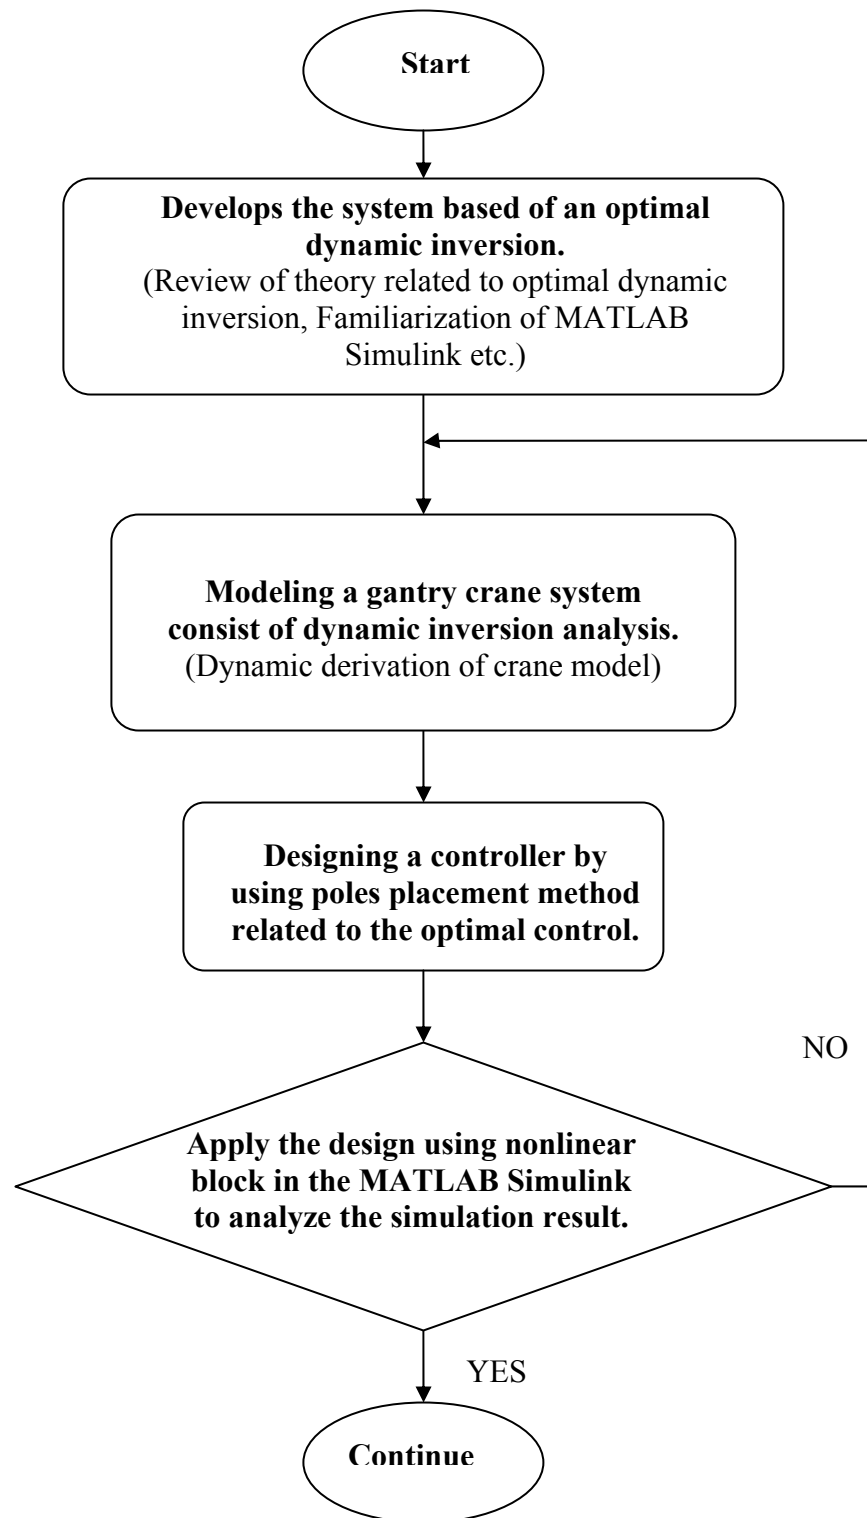 Start
Develops the system based of an optimal
dynamic inversion.
(Review of theory related to optimal dynamic
inversion, Familiarization of MATLAB
Simulink etc.)
Modeling a gantry crane system
consist of dynamic inversion analysis.
(Dynamic derivation of crane model)
Designing a controller by
using poles placement method
related to the optimal control.
NO
Apply the design using nonlinear
block in the MATLAB Simulink
to analyze the simulation result.
YES
Continue